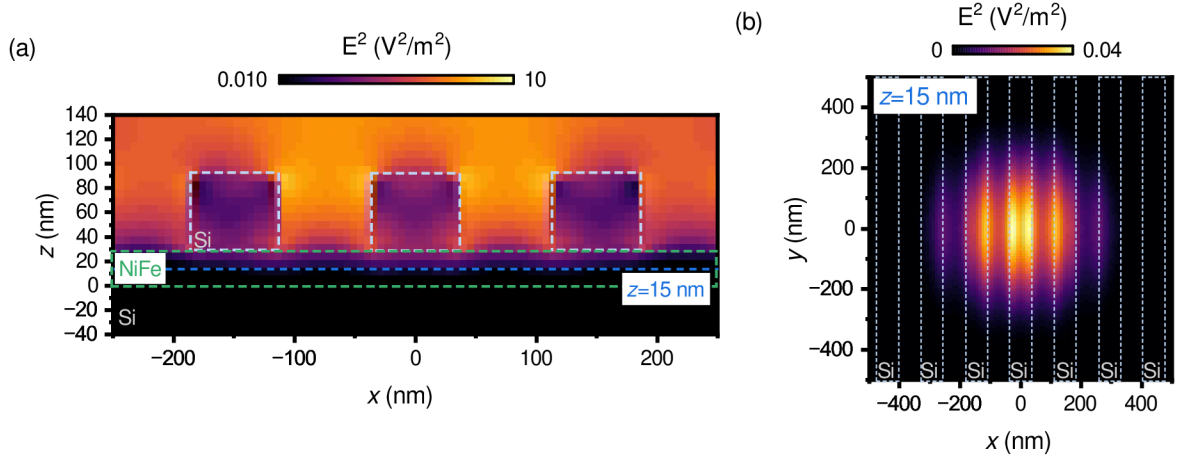 (a)
E² (V²/m²)
0.010 10
140
120
100
80
60
40
20
0
−20
−40
z (nm)
Si
NiFe
z=15 nm
Si
−200 −100 0 100 200
x (nm)
(b)
E² (V²/m²)
0 0.04
z=15 nm
400
200
0
−200
−400
y (nm)
Si Si Si Si Si Si Si
−400 −200 0 200 400
x (nm)